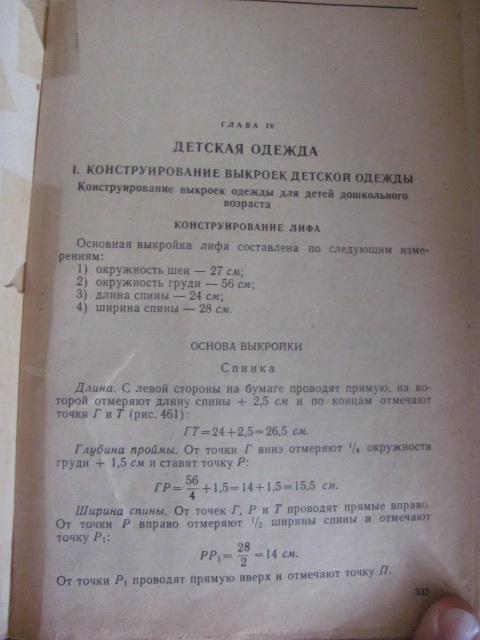 ГЛАВА IV
ДЕТСКАЯ ОДЕЖДА
I. КОНСТРУИРОВАНИЕ ВЫКРОЕК ДЕТСКОЙ ОДЕЖДЫ
Конструирование выкроек одежды для детей дошкольного
возраста
КОНСТРУИРОВАНИЕ ЛИФА
Основная выкройка лифа составлена по следующим изме-
рениям:
1) окружность шеи — 27 см;
2) окружность груди — 56 см;
3) длина спины — 24 см;
4) ширина спины — 28 см.
ОСНОВА ВЫКРОЙКИ
Спинка
Длина. С левой стороны на бумаге проводят прямую, на ко-
торой отмеряют длину спины + 2,5 см и по концам отмечают
точки Г и Т (рис. 461):
ГТ=24+2,5=26,5 см.
Глубина проймы. От точки Г вниз отмеряют 1/4 окружности
груди + 1,5 см и ставят точку Р:
ГР= 56/4 +1,5=14+1,5=15,5 см.
Ширина спины. От точек Г, Р и Т проводят прямые вправо.
От точки Р вправо отмеряют 1/2 ширины спины и отмечают
точку Р₁:
РР₁= 28/2 =14 см.
От точки Р₁ проводят прямую вверх и отмечают точку П.
333